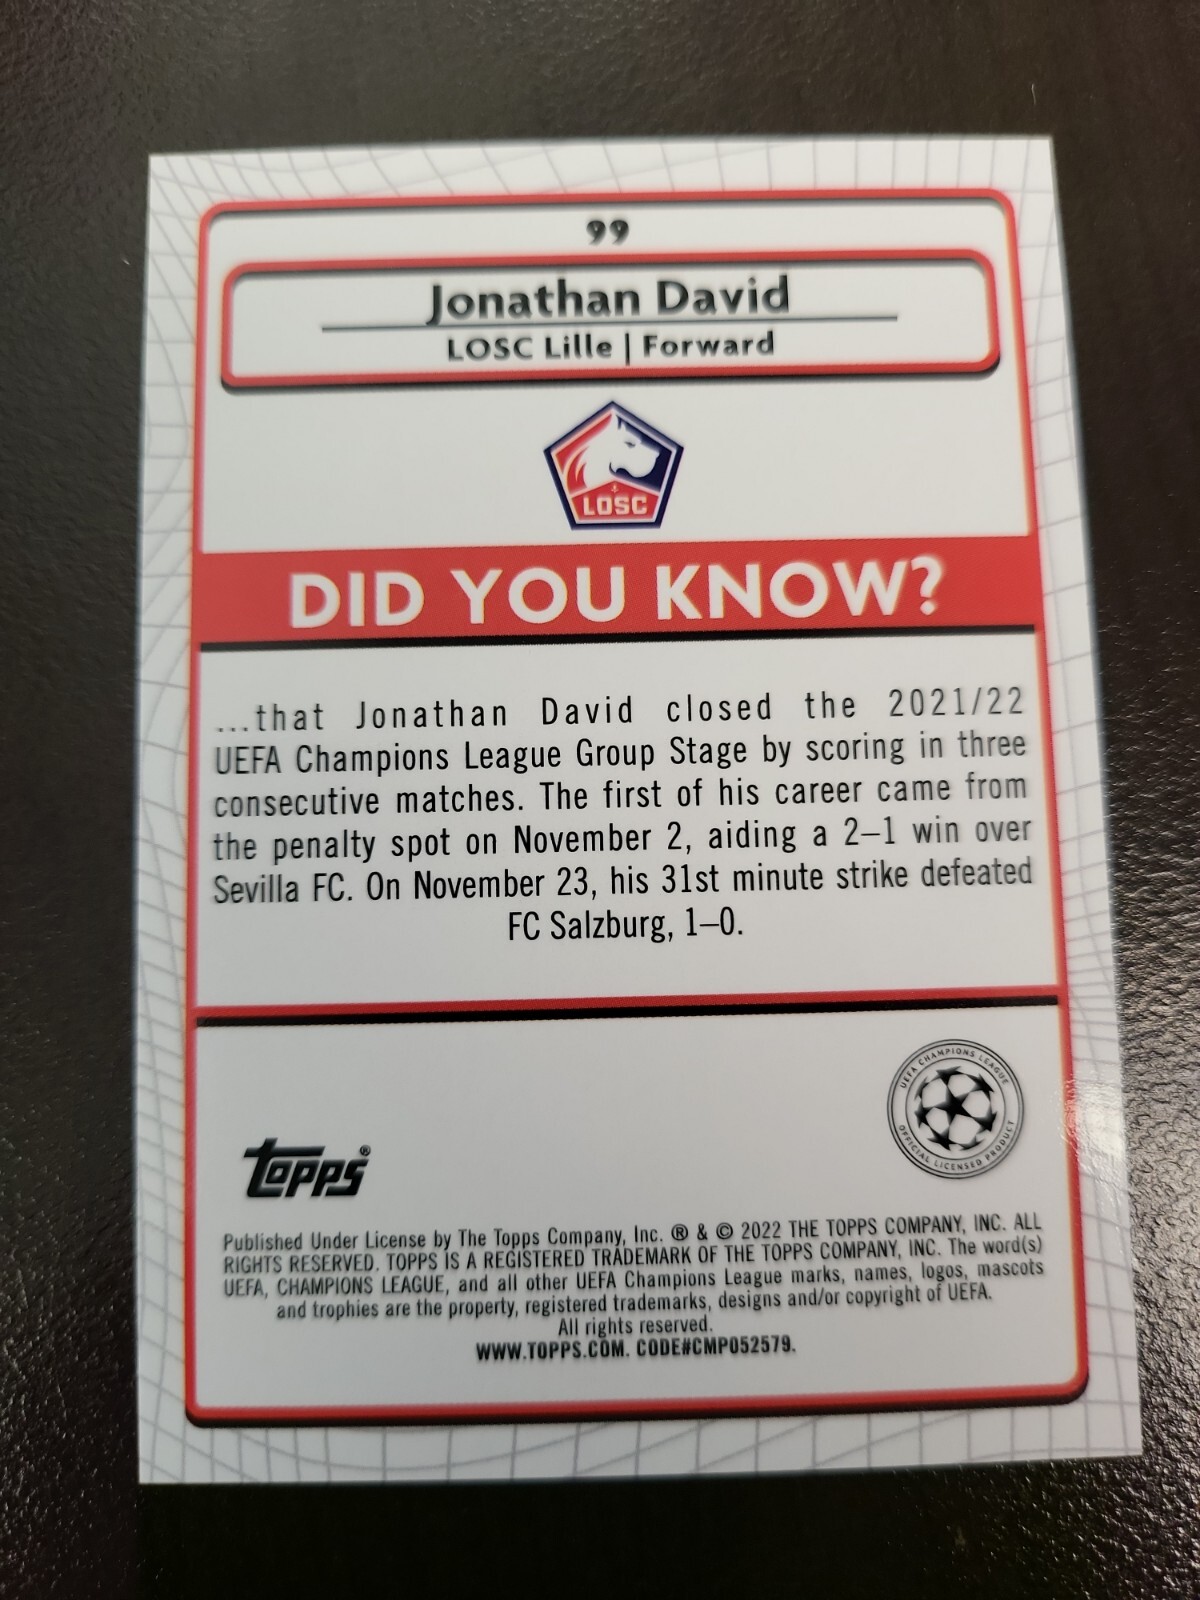 99
Jonathan David
LOSC Lille | Forward
LOSC
DID YOU KNOW?
...that Jonathan David closed the 2021/22
UEFA Champions League Group Stage by scoring in three
consecutive matches. The first of his career came from
the penalty spot on November 2, aiding a 2–1 win over
Sevilla FC. On November 23, his 31st minute strike defeated
FC Salzburg, 1–0.
UEFA CHAMPIONS LEAGUE
OFFICIAL LICENSED PRODUCT
topps®
Published Under License by The Topps Company, Inc. ® & © 2022 THE TOPPS COMPANY, INC. ALL
RIGHTS RESERVED. TOPPS IS A REGISTERED TRADEMARK OF THE TOPPS COMPANY, INC. The word(s)
UEFA, CHAMPIONS LEAGUE, and all other UEFA Champions League marks, names, logos, mascots
and trophies are the property, registered trademarks, designs and/or copyright of UEFA.
All rights reserved.
WWW.TOPPS.COM. CODE#CMP052579.